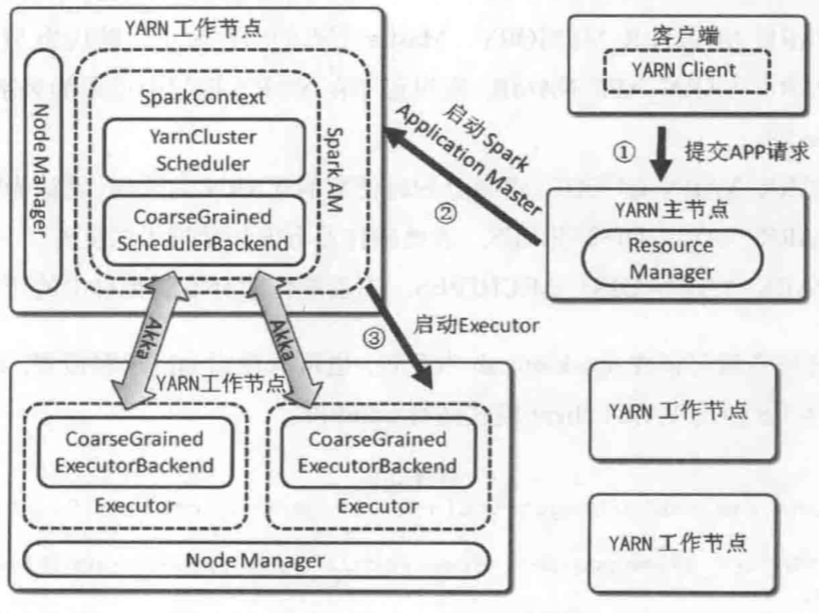 YARN 工作节点
Node Manager
SparkContext
YarnCluster
Scheduler
CoarseGrained
SchedulerBackend
Spark AM
启动 Spark
Application Master
②
客户端
YARN Client
①
提交APP请求
YARN 主节点
Resource
Manager
Akka
Akka
③
启动Executor
YARN工作节点
CoarseGrained
ExecutorBackend
Executor
CoarseGrained
ExecutorBackend
Executor
Node Manager
YARN 工作节点
YARN 工作节点